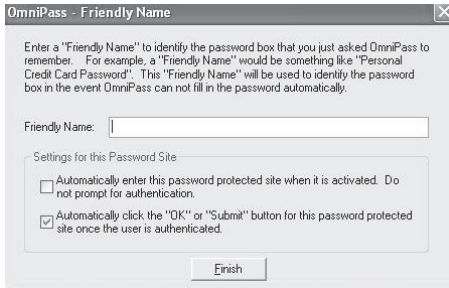 OmniPass - Friendly Name
Enter a "Friendly Name" to identify the password box that you just asked OmniPass to
remember. For example, a "Friendly Name" would be something like "Personal
Credit Card Password". This "Friendly Name" will be used to identify the password
box in the event OmniPass can not fill in the password automatically.
Friendly Name:
Settings for this Password Site
Automatically enter this password protected site when it is activated. Do
not prompt for authentication.
Automatically click the "OK" or "Submit" button for this password protected
site once the user is authenticated.
Finish